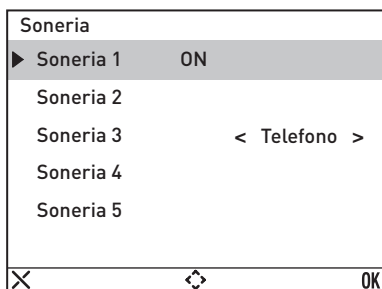 Soneria
Soneria 1 ON
Soneria 2
Soneria 3 < Telefono >
Soneria 4
Soneria 5
OK